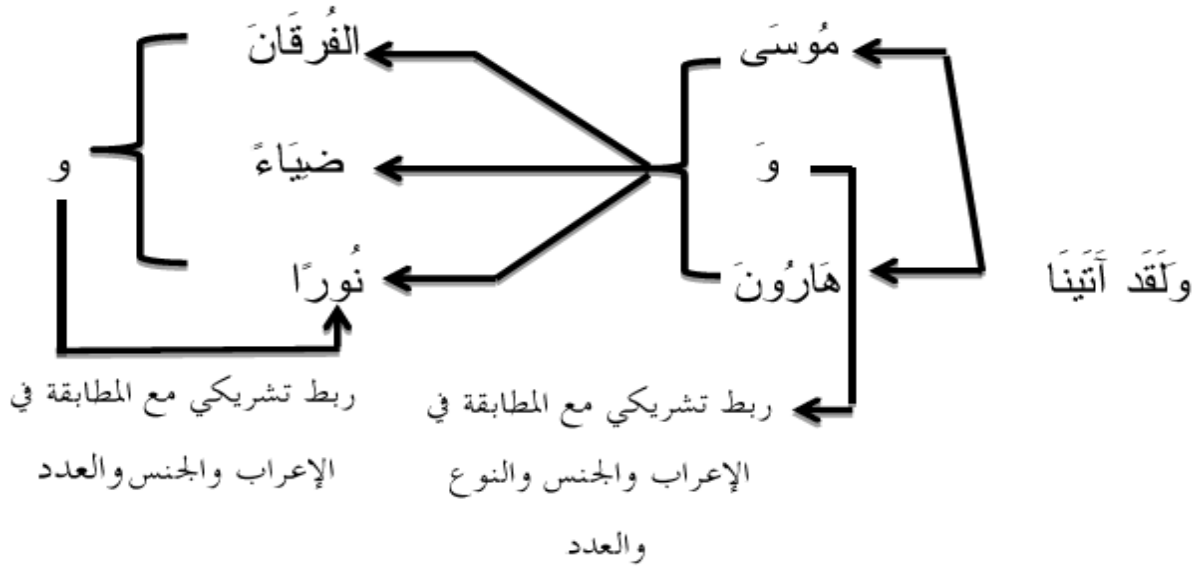 وَلَقَد آَتَينَا
مُوسَى
وَ
هَارُونَ
الفُرقَانَ
ضِيَاءً
نُورًا
و
ربط تشريكي مع المطابقة في
الإعراب والجنس والنوع
والعدد
ربط تشريكي مع المطابقة في
الإعراب والجنس والعدد